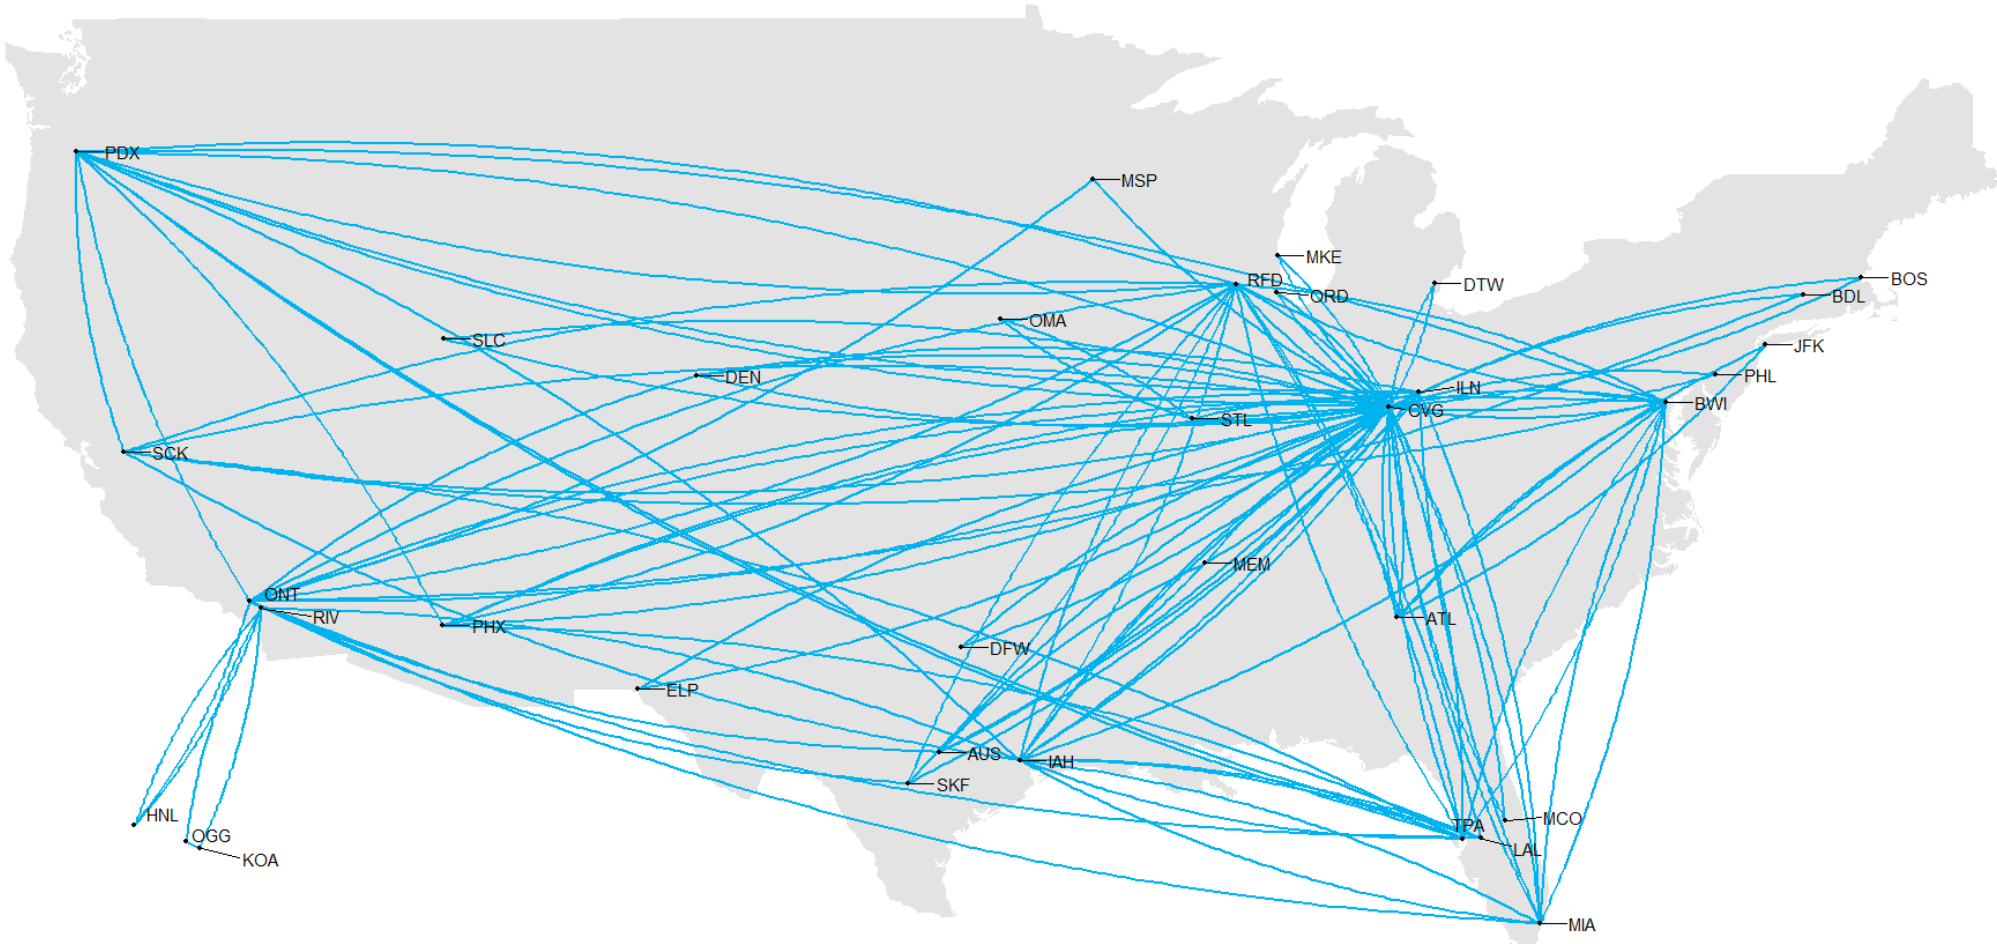 PDX
MSP
MKE
RFD
ORD
DTW
BOS
BDL
OMA
SLC
JFK
DEN
PHL
ILN
CVG
BWI
STL
SCK
MEM
ONT
RIV
PHX
ATL
DFW
ELP
AUS
IAH
SKF
HNL
OGG
KOA
TPA
MCO
LAL
MIA